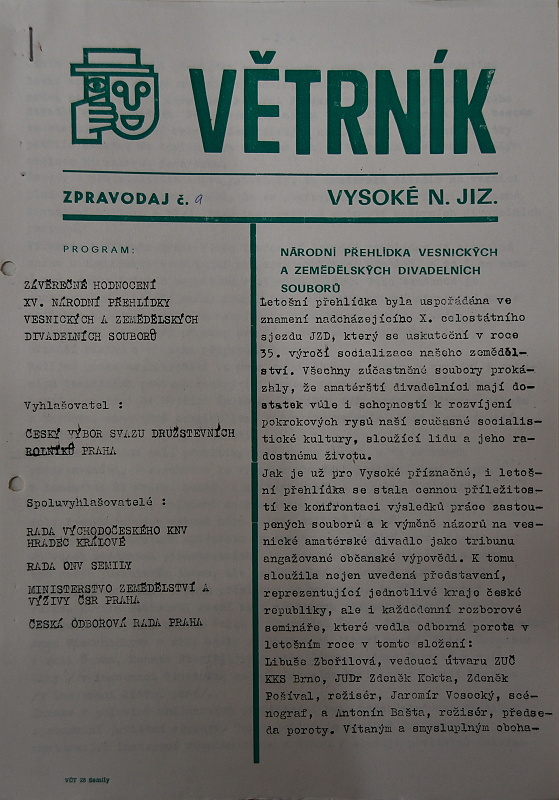 VĚTRNÍK
ZPRAVODAJ č. 9
VYSOKÉ N. JIZ.
PROGRAM:
ZÁVĚREČNÉ HODNOCENÍ
XV. NÁRODNÍ PŘEHLÍDKY
VESNICKÝCH A ZEMĚDĚLSKÝCH
DIVADELNÍCH SOUBORŮ
Vyhlašovatel :
ČESKÝ VÝBOR SVAZU DRUŽSTEVNÍCH
ROLNÍKŮ PRAHA
Spoluvyhlašovatelé :
RADA VÝCHODOČESKÉHO KNV
HRADEC KRÁLOVÉ
RADA ONV SEMILY
MINISTERSTVO ZEMĚDĚLSTVÍ A
VÝŽIVY ČSR PRAHA
ČESKÁ ODBOROVÁ RADA PRAHA
NÁRODNÍ PŘEHLÍDKA VESNICKÝCH
A ZEMĚDĚLSKÝCH DIVADELNÍCH
SOUBORŮ
Letošní přehlídka byla uspořádána ve
znamení nadcházejícího X. celostátního
sjezdu JZD, který se uskuteční v roce
35. výročí socializace našeho zeměděl-
ství. Všechny zúčastněné soubory proká-
zhly, že amatérští divadelníci mají do-
statek vůle i schopností k rozvíjení
pokrokových rysů naší současné socialis-
tické kultury, sloužící lidu a jeho ra-
dostnému životu.
Jak je už pro Vysoké příznačné, i letoš-
ní přehlídka se stala cennou příležitos-
tí ke konfrontaci výsledků práce zastou-
pených souborů a k výměně názorů na ves-
nické amatérské divadlo jako tribunu
angažované občanské výpovědi. K tomu
sloužila nejen uvedená představení,
reprezentující jednotlivé kraje české
republiky, ale i každodenní rozborové
semináře, které vedla odborná porota v
letošním roce v tomto složení:
Libuše Zbořilová, vedoucí útvaru ZUČ
KKS Brno, JUDr Zdeněk Kokta, Zdeněk
Pošíval, režisér, Jaromír Vosecký, scé-
nograf, a Antonín Bašta, režisér, předse-
da poroty. Vítaným a smysluplným oboha-
VČT 28 Semily